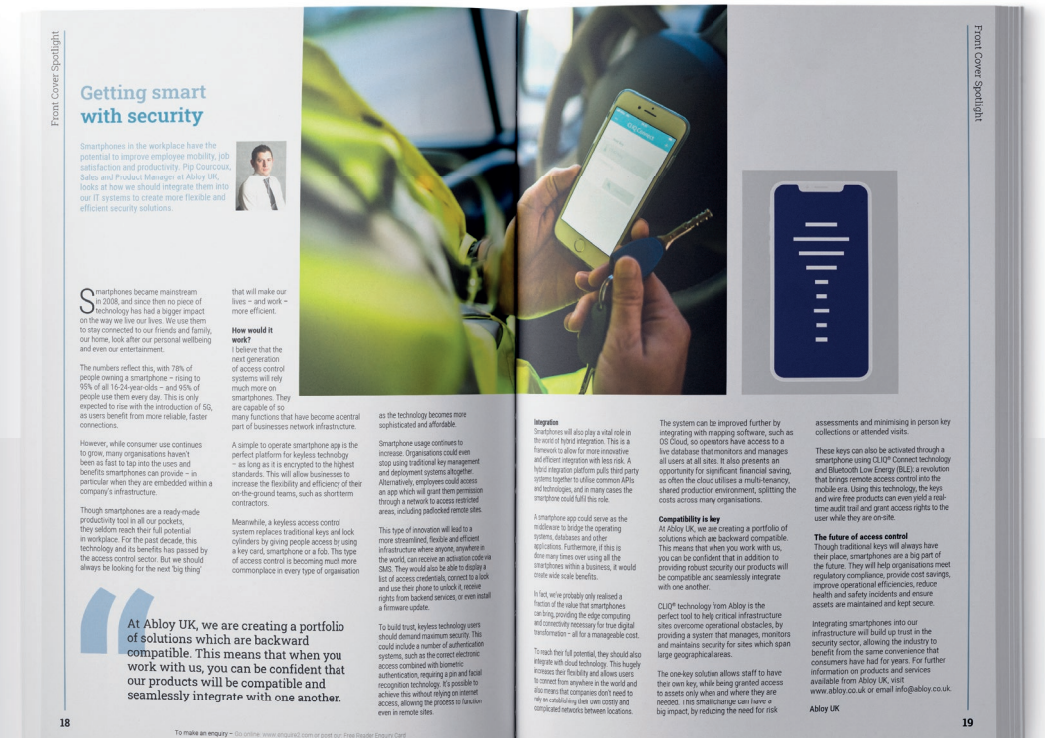 Front Cover Spotlight
Getting smart
with security
Smartphones in the workplace have the
potential to improve employee mobility, job
satisfaction and productivity. Pip Courcoux,
Sales and Product Manager at Abloy UK,
looks at how we should integrate them into
our IT systems to create more flexible and
efficient security solutions.
Smartphones became mainstream
in 2008, and since then no piece of
technology has had a bigger impact
on the way we live our lives. We use them
to stay connected to our friends and family,
our home, look after our personal wellbeing
and even our entertainment.
The numbers reflect this, with 78% of
people owning a smartphone – rising to
95% of all 16-24-year-olds – and 95% of
people use them every day. This is only
expected to rise with the introduction of 5G,
as users benefit from more reliable, faster
connections.
However, while consumer use continues
to grow, many organisations haven't
been as fast to tap into the uses and
benefits smartphones can provide – in
particular when they are embedded within a
company's infrastructure.
Though smartphones are a ready-made
productivity tool in all our pockets,
they seldom reach their full potential
in workplace. For the past decade, this
technology and its benefits has passed by
the access control sector. But we should
always be looking for the next 'big thing'
that will make our
lives – and work –
more efficient.
How would it
work?
I believe that the
next generation
of access control
systems will rely
much more on
smartphones. They
are capable of so
many functions that have become a central
part of businesses network infrastructure.
A simple to operate smartphone app is the
perfect platform for keyless technology
– as long as it is encrypted to the highest
standards. This will allow businesses to
increase the flexibility and efficiency of their
on-the-ground teams, such as shortterm
contractors.
Meanwhile, a keyless access control
system replaces traditional keys and lock
cylinders by giving people access by using
a key card, smartphone or a fob. This type
of access control is becoming much more
commonplace in every type of organisation
as the technology becomes more
sophisticated and affordable.
Smartphone usage continues to
increase. Organisations could even
stop using traditional key management
and deployment systems altogether.
Alternatively, employees could access
an app which will grant them permission
through a network to access restricted
areas, including padlocked remote sites.
This type of innovation will lead to a
more streamlined, flexible and efficient
infrastructure where anyone, anywhere in
the world, can receive an activation code via
SMS. They would also be able to display a
list of access credentials, connect to a lock
and use their phone to unlock it, receive
rights from backend services, or even install
a firmware update.
To build trust, keyless technology users
should demand maximum security. This
could include a number of authentication
systems, such as the correct electronic
access combined with biometric
authentication, requiring a pin and facial
recognition technology. It's possible to
achieve this without relying on internet
access, allowing the process to function
even in remote sites.
At Abloy UK, we are creating a portfolio
of solutions which are backward
compatible. This means that when you
work with us, you can be confident that
our products will be compatible and
seamlessly integrate with one another.
18
To make an enquiry – Go online: www.enquire2.com or post our Free Reader Enquiry Card
CLIQ Connect
Front Cover Spotlight
Integration
Smartphones will also play a vital role in
the world of hybrid integration. This is a
framework to allow for more innovative
and efficient integration with less risk. A
hybrid integration platform pulls third party
systems together to utilise common APIs
and technologies, and in many cases the
smartphone could fulfil this role.
A smartphone app could serve as the
middleware to bridge the operating
systems, databases and other
applications. Furthermore, if this is
done many times over using all the
smartphones within a business, it would
create wide scale benefits.
In fact, we've probably only realised a
fraction of the value that smartphones
can bring, providing the edge computing
and connectivity necessary for true digital
transformation – all for a manageable cost.
To reach their full potential, they should also
integrate with cloud technology. This hugely
increases their flexibility and allows users
to connect from anywhere in the world and
also means that companies don't need to
rely on establishing their own costly and
complicated networks between locations.
The system can be improved further by
integrating with mapping software, such as
OS Cloud, so operators have access to a
live database that monitors and manages
all users at all sites. It also presents an
opportunity for significant financial saving,
as often the cloud utilises a multi-tenancy,
shared production environment, splitting the
costs across many organisations.
Compatibility is key
At Abloy UK, we are creating a portfolio of
solutions which are backward compatible.
This means that when you work with us,
you can be confident that in addition to
providing robust security our products will
be compatible and seamlessly integrate
with one another.
CLIQ® technology from Abloy is the
perfect tool to help critical infrastructure
sites overcome operational obstacles, by
providing a system that manages, monitors
and maintains security for sites which span
large geographical areas.
The one-key solution allows staff to have
their own key, while being granted access
to assets only when and where they are
needed. This small change can have a
big impact, by reducing the need for risk
assessments and minimising in person key
collections or attended visits.
These keys can also be activated through a
smartphone using CLIQ® Connect technology
and Bluetooth Low Energy (BLE): a revolution
that brings remote access control into the
mobile era. Using this technology, the keys
and wire free products can even yield a real-
time audit trail and grant access rights to the
user while they are on-site.
The future of access control
Though traditional keys will always have
their place, smartphones are a big part of
the future. They will help organisations meet
regulatory compliance, provide cost savings,
improve operational efficiencies, reduce
health and safety incidents and ensure
assets are maintained and kept secure.
Integrating smartphones into our
infrastructure will build up trust in the
security sector, allowing the industry to
benefit from the same convenience that
consumers have had for years. For further
information on products and services
available from Abloy UK, visit
www.abloy.co.uk or email info@abloy.co.uk.
Abloy UK
19